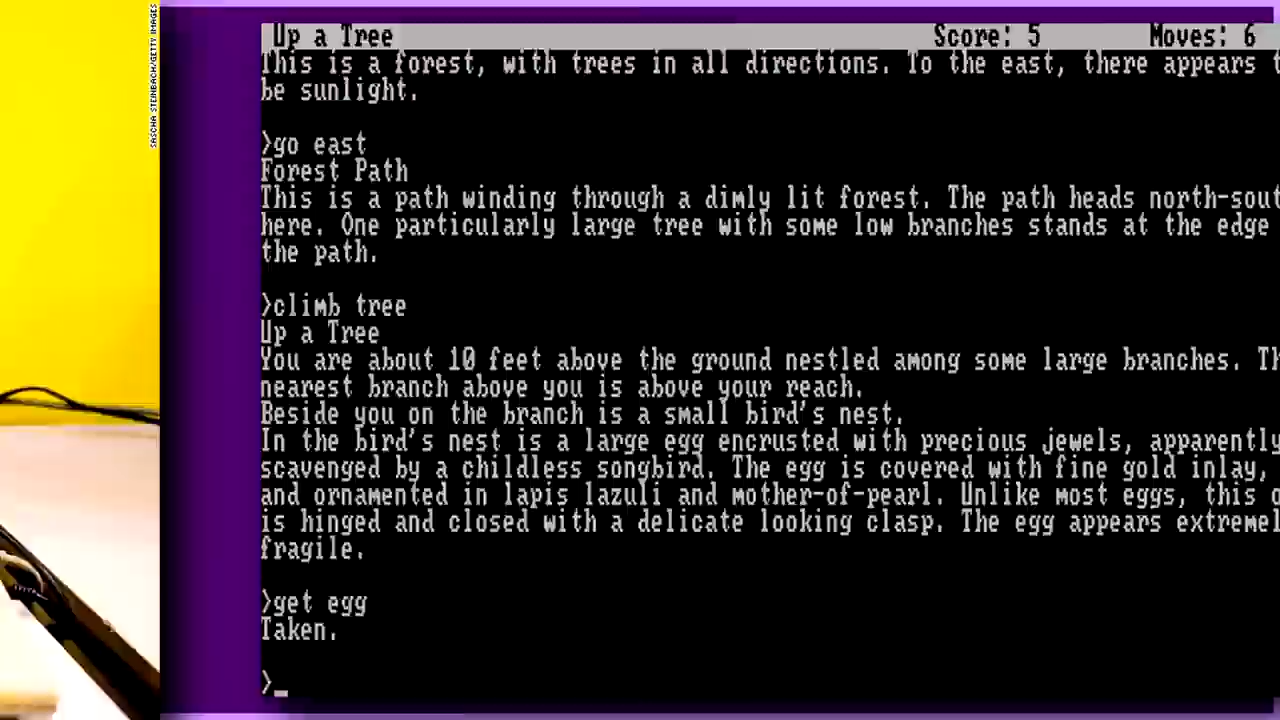 SASCHA STEINBACH/GETTY IMAGES
Up a Tree Score: 5 Moves: 6
This is a forest, with trees in all directions. To the east, there appears
be sunlight.
>go east
Forest Path
This is a path winding through a dimly lit forest. The path heads north-sout
here. One particularly large tree with some low branches stands at the edge
the path.
>climb tree
Up a Tree
You are about 10 feet above the ground nestled among some large branches. Th
nearest branch above you is above your reach.
Beside you on the branch is a small bird's nest.
In the bird's nest is a large egg encrusted with precious jewels, apparently
scavenged by a childless songbird. The egg is covered with fine gold inlay,
and ornamented in lapis lazuli and mother-of-pearl. Unlike most eggs, this
is hinged and closed with a delicate looking clasp. The egg appears extremel
fragile.
>get egg
Taken.
>_